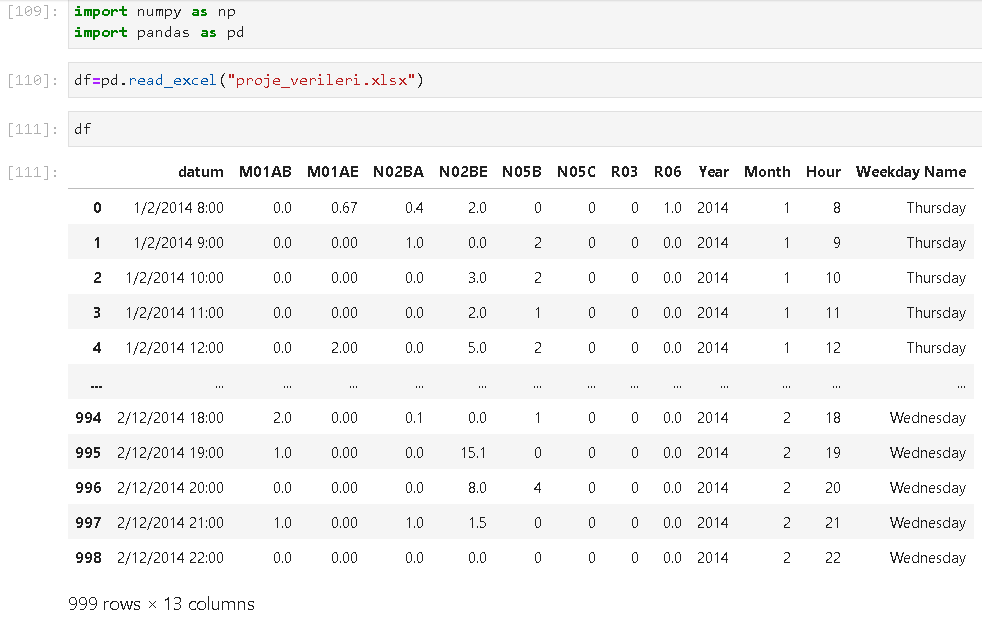 [109]: import numpy as np
import pandas as pd
[110]: df=pd.read_excel("proje_verileri.xlsx")
[111]: df
[111]: datum M01AB M01AE N02BA N02BE N05B N05C R03 R06 Year Month Hour Weekday Name
0 1/2/2014 8:00 0.0 0.67 0.4 2.0 0 0 0 1.0 2014 1 8 Thursday
1 1/2/2014 9:00 0.0 0.00 1.0 0.0 2 0 0 0.0 2014 1 9 Thursday
2 1/2/2014 10:00 0.0 0.00 0.0 3.0 2 0 0 0.0 2014 1 10 Thursday
3 1/2/2014 11:00 0.0 0.00 0.0 2.0 1 0 0 0.0 2014 1 11 Thursday
4 1/2/2014 12:00 0.0 2.00 0.0 5.0 2 0 0 0.0 2014 1 12 Thursday
... ... ... ... ... ... ... ... ... ... ... ... ... ...
994 2/12/2014 18:00 2.0 0.00 0.1 0.0 1 0 0 0.0 2014 2 18 Wednesday
995 2/12/2014 19:00 1.0 0.00 0.0 15.1 0 0 0 0.0 2014 2 19 Wednesday
996 2/12/2014 20:00 0.0 0.00 0.0 8.0 4 0 0 0.0 2014 2 20 Wednesday
997 2/12/2014 21:00 1.0 0.00 1.0 1.5 0 0 0 0.0 2014 2 21 Wednesday
998 2/12/2014 22:00 0.0 0.00 0.0 0.0 0 0 0 0.0 2014 2 22 Wednesday
999 rows × 13 columns